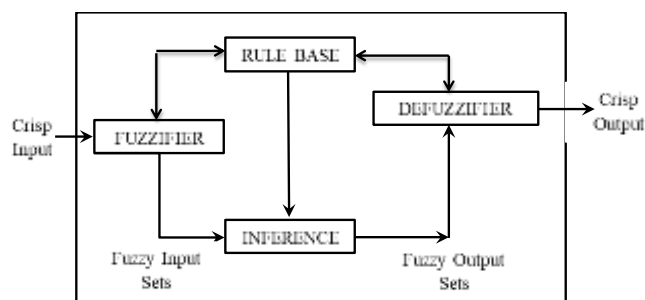 RULE BASE
DEFUZZIFIER
Crisp
Output
Crisp
Input
FUZZIFIER
INFERENCE
Fuzzy Input
Sets
Fuzzy Output
Sets